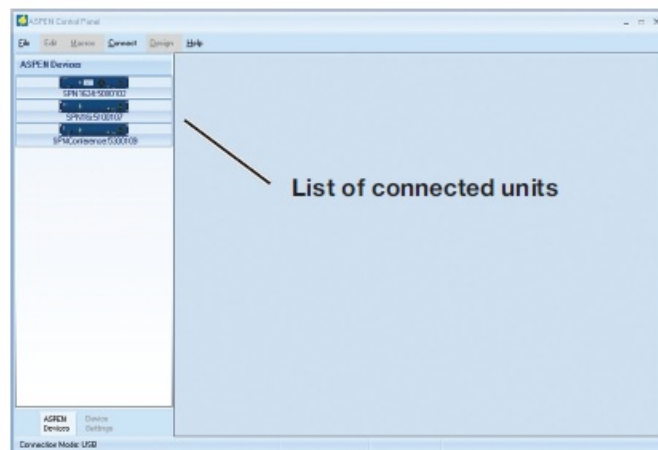 ASPEN Control Panel
File Edit Macros Connect Design Help
ASPEN Devices
SPN1624:5080102
SPN16i:5100107
SPNConference:5300109
List of connected units
ASPEN Devices
Device Settings
Connection Mode: USB